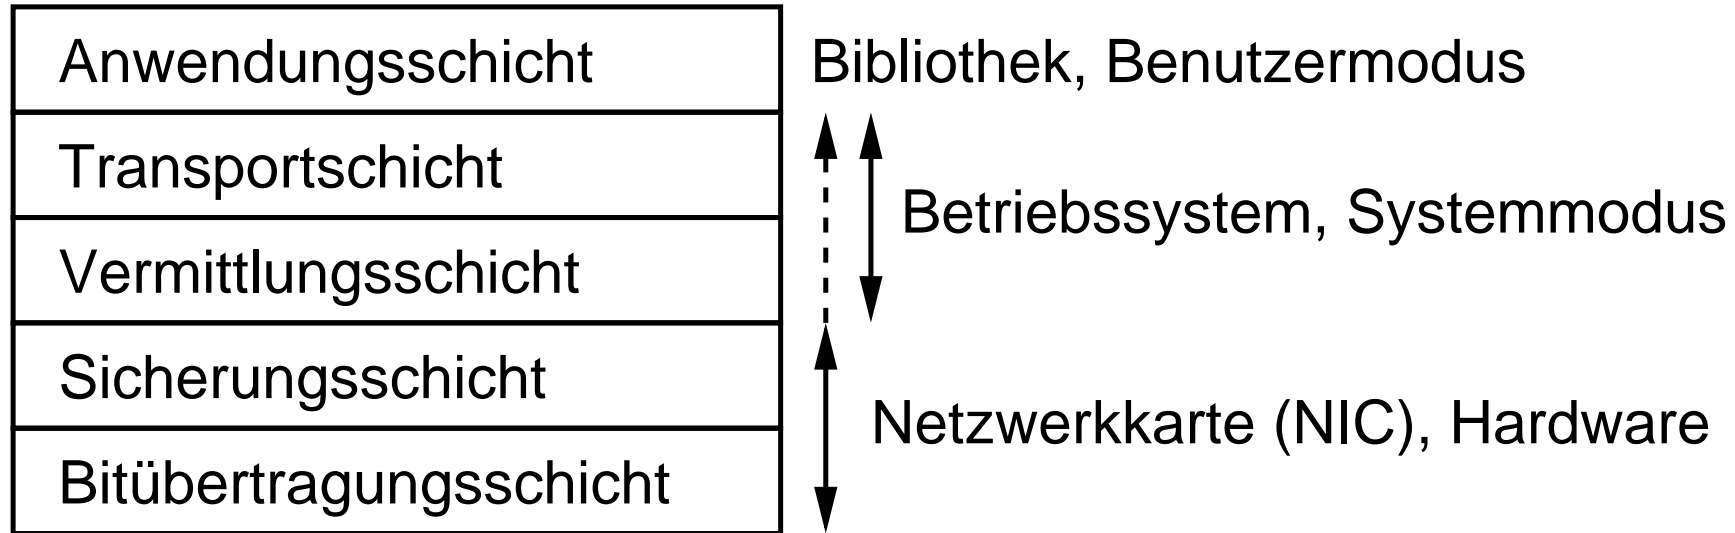 Anwendungsschicht
Bibliothek, Benutzermodus
Transportschicht
Betriebssystem, Systemmodus
Vermittlungsschicht
Sicherungsschicht
Netzwerkkarte (NIC), Hardware
Bitübertragungsschicht